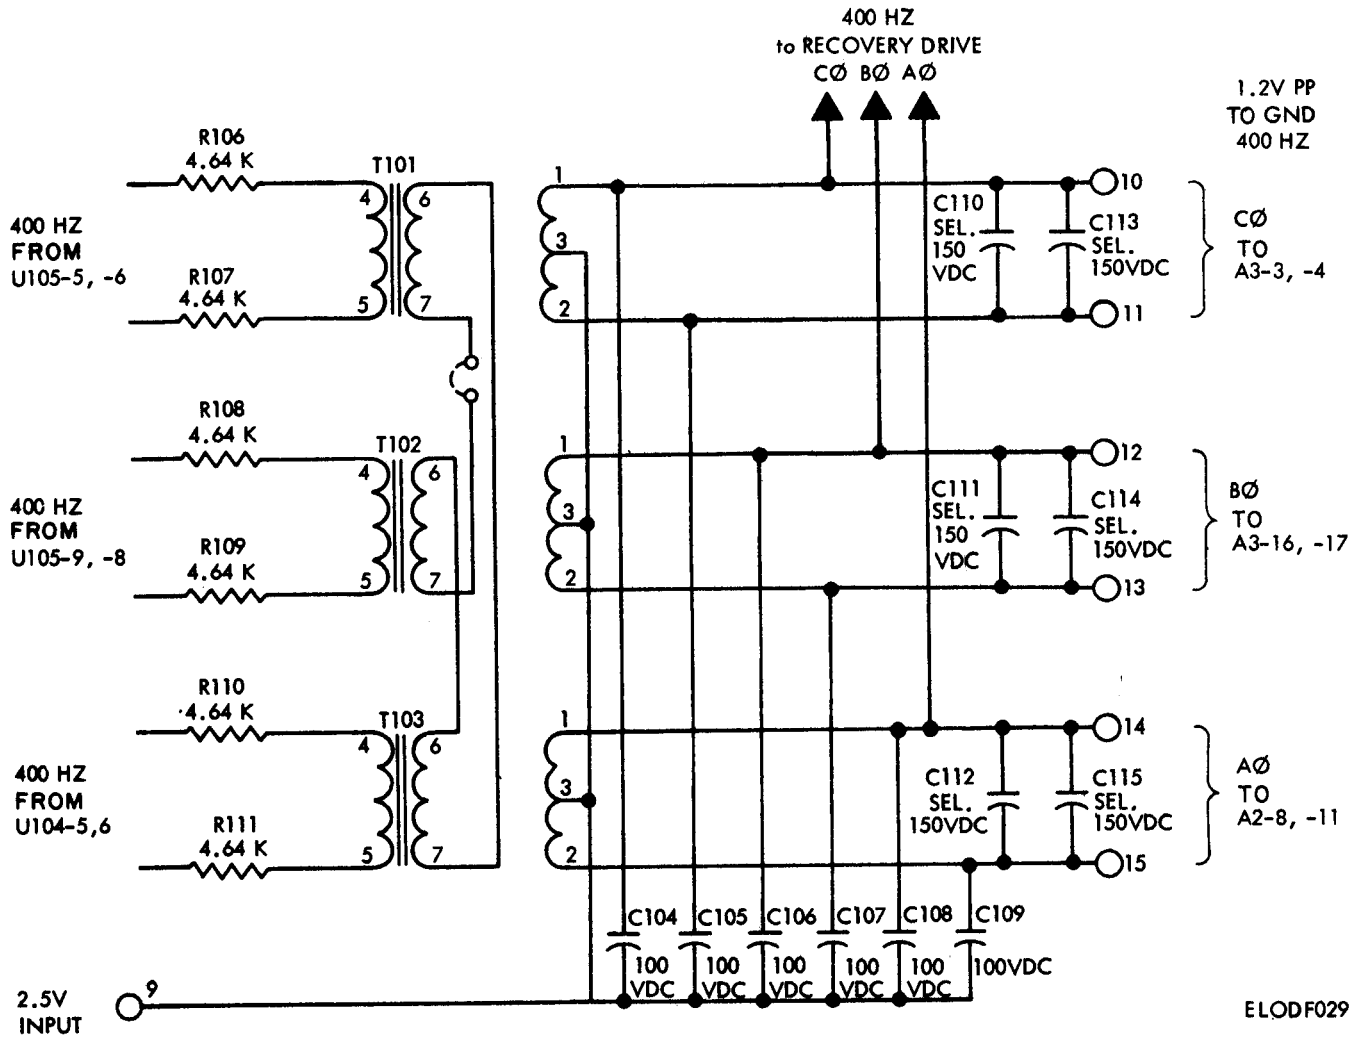 400 HZ
to RECOVERY DRIVE
CØ BØ AØ
1.2V PP
TO GND
400 HZ
R106
4.64 K
T101
4
6
1
10
400 HZ
FROM
U105-5, -6
C110
SEL.
150
VDC
C113
SEL.
150VDC
CØ
TO
A3-3, -4
3
R107
4.64 K
5
7
2
11
R108
4.64 K
T102
4
6
1
12
400 HZ
FROM
U105-9, -8
C111
SEL.
150
VDC
C114
SEL.
150VDC
BØ
TO
A3-16, -17
3
R109
4.64 K
5
7
2
13
R110
4.64 K
T103
4
6
1
14
400 HZ
FROM
U104-5,6
C112
SEL.
150VDC
C115
SEL.
150VDC
AØ
TO
A2-8, -11
3
R111
4.64 K
5
7
2
15
C104
100
VDC
C105
100
VDC
C106
100
VDC
C107
100
VDC
C108
100
VDC
C109
100VDC
2.5V
INPUT
9
ELODF029